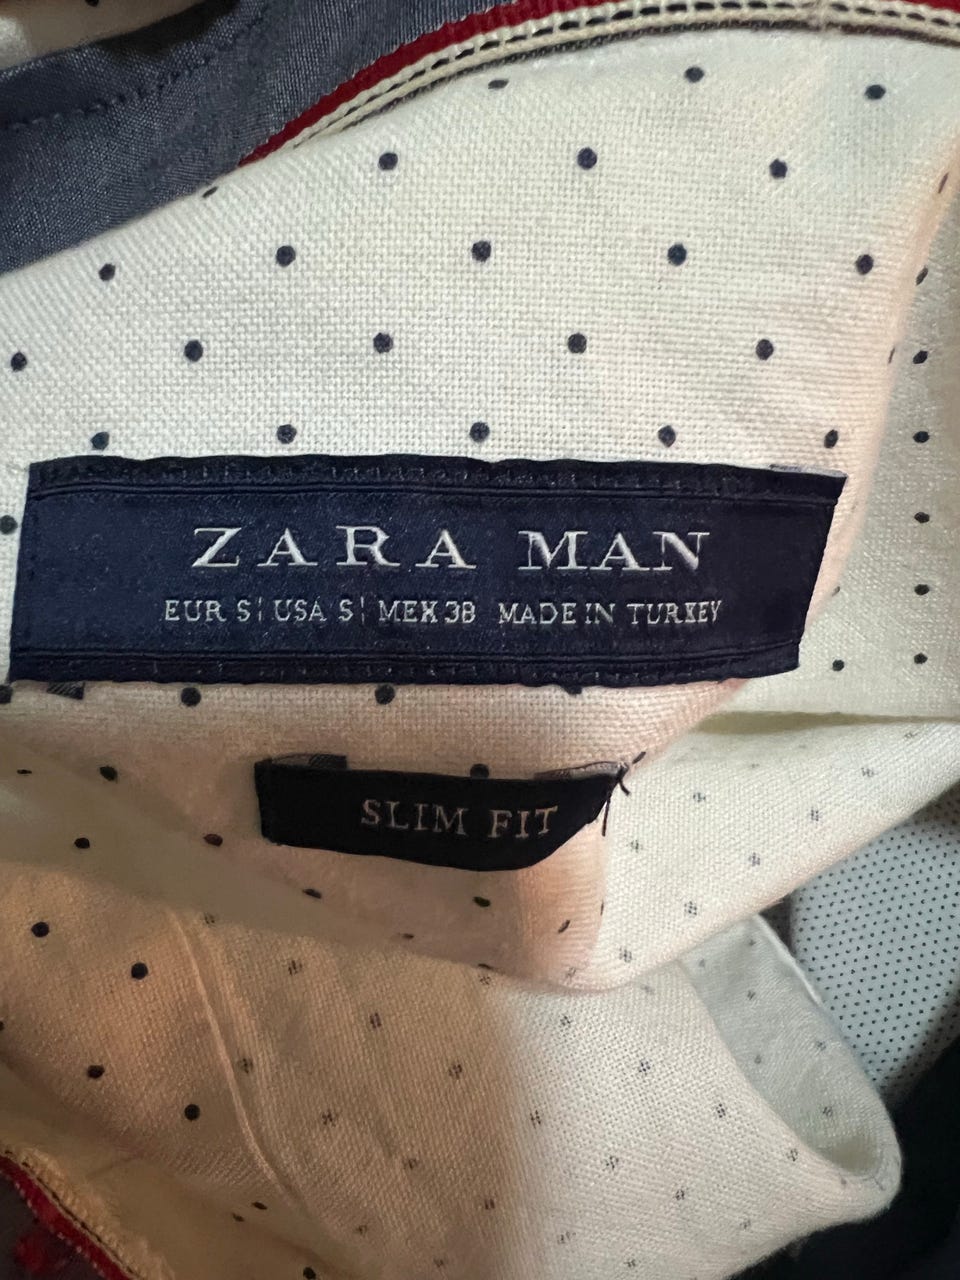 ZARA MAN
EUR S| USA S| MEX 38 MADE IN TURKEY
SLIM FIT